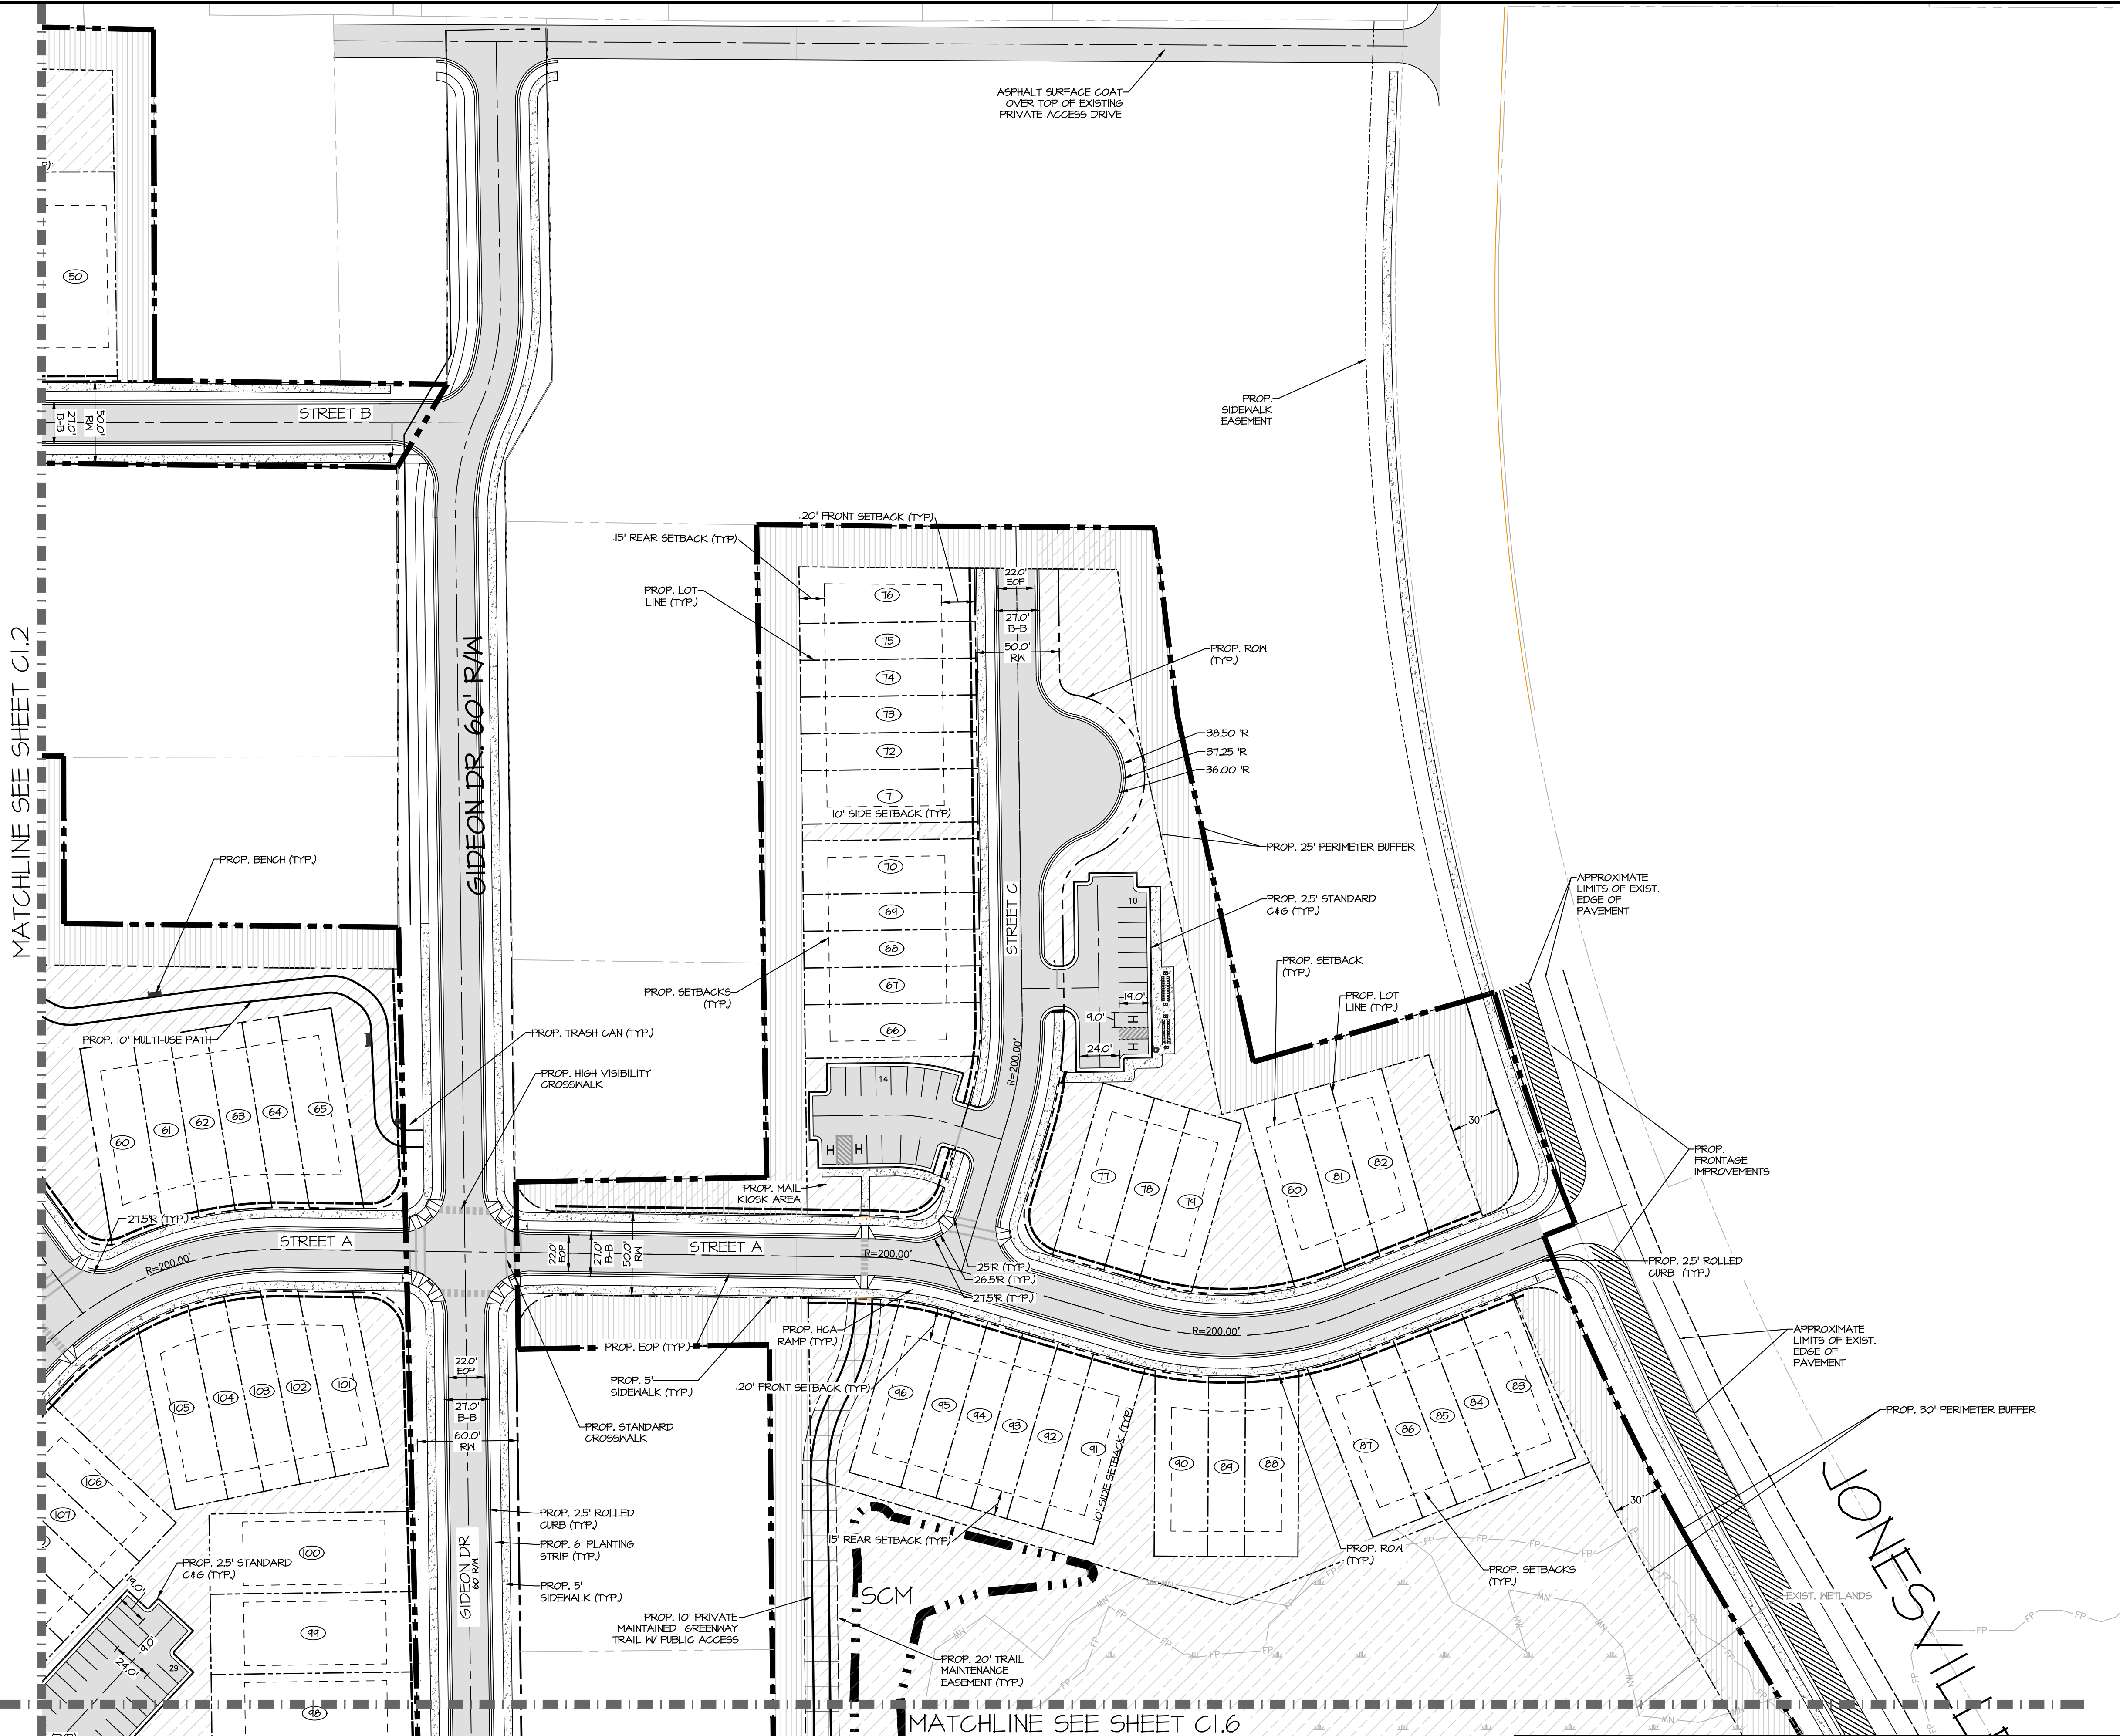 ASPHALT SURFACE COAT
OVER TOP OF EXISTING
PRIVATE ACCESS DRIVE
50
STREET B
27.0'
B-B
50.0'
RW
PROP.
SIDEWALK
EASEMENT
MATCHLINE SEE SHEET C1.2
GIDEON DR. 60' R/W
20' FRONT SETBACK (TYP.)
15' REAR SETBACK (TYP.)
PROP. LOT
LINE (TYP.)
76
75
74
73
72
71
10' SIDE SETBACK (TYP)
70
69
68
67
66
22.0'
EOP
27.0'
B-B
50.0'
RW
PROP. ROW
(TYP.)
38.50 'R
37.25 'R
36.00 'R
PROP. 25' PERIMETER BUFFER
PROP. 2.5' STANDARD
C&G (TYP.)
STREET C
10
19.0'
9.0'
H
H
24.0'
R=200.00'
PROP. SETBACKS
(TYP.)
PROP. SETBACK
(TYP.)
PROP. LOT
LINE (TYP.)
APPROXIMATE
LIMITS OF EXIST.
EDGE OF
PAVEMENT
PROP. BENCH (TYP.)
PROP. 10' MULTI-USE PATH
PROP. TRASH CAN (TYP.)
PROP. HIGH VISIBILITY
CROSSWALK
60
61
62
63
64
65
14
H
H
77
78
79
80
81
82
30'
PROP.
FRONTAGE
IMPROVEMENTS
PROP. MAIL
KIOSK AREA
27.5'R (TYP.)
R=200.00'
STREET A
22.0'
EOP
27.0'
B-B
50.0'
RW
STREET A
R=200.00'
25'R (TYP.)
26.5'R (TYP.)
27.5'R (TYP.)
PROP. 2.5' ROLLED
CURB (TYP.)
R=200.00'
PROP. HCA
RAMP (TYP.)
PROP. EOP (TYP.)
PROP. 5'
SIDEWALK (TYP.)
20' FRONT SETBACK (TYP)
PROP. STANDARD
CROSSWALK
APPROXIMATE
LIMITS OF EXIST.
EDGE OF
PAVEMENT
105
104
103
102
101
22.0'
EOP
27.0'
B-B
60.0'
RW
96
95
94
93
92
91
10' SIDE SETBACK (TYP)
90
89
88
87
86
85
84
83
PROP. 30' PERIMETER BUFFER
30'
106
107
100
99
98
PROP. 2.5' STANDARD
C&G (TYP.)
19.0'
9.0'
24.0'
29
GIDEON DR
60' RW
PROP. 2.5' ROLLED
CURB (TYP.)
PROP. 6' PLANTING
STRIP (TYP.)
PROP. 5'
SIDEWALK (TYP.)
PROP. 10' PRIVATE
MAINTAINED GREENWAY
TRAIL W/ PUBLIC ACCESS
15' REAR SETBACK (TYP)
SCM
PROP. 20' TRAIL
MAINTENANCE
EASEMENT (TYP.)
PROP. ROW
(TYP.)
PROP. SETBACKS
(TYP.)
EXIST. WETLANDS
FP
FP
FP
JONESVILL
MATCHLINE SEE SHEET C1.6